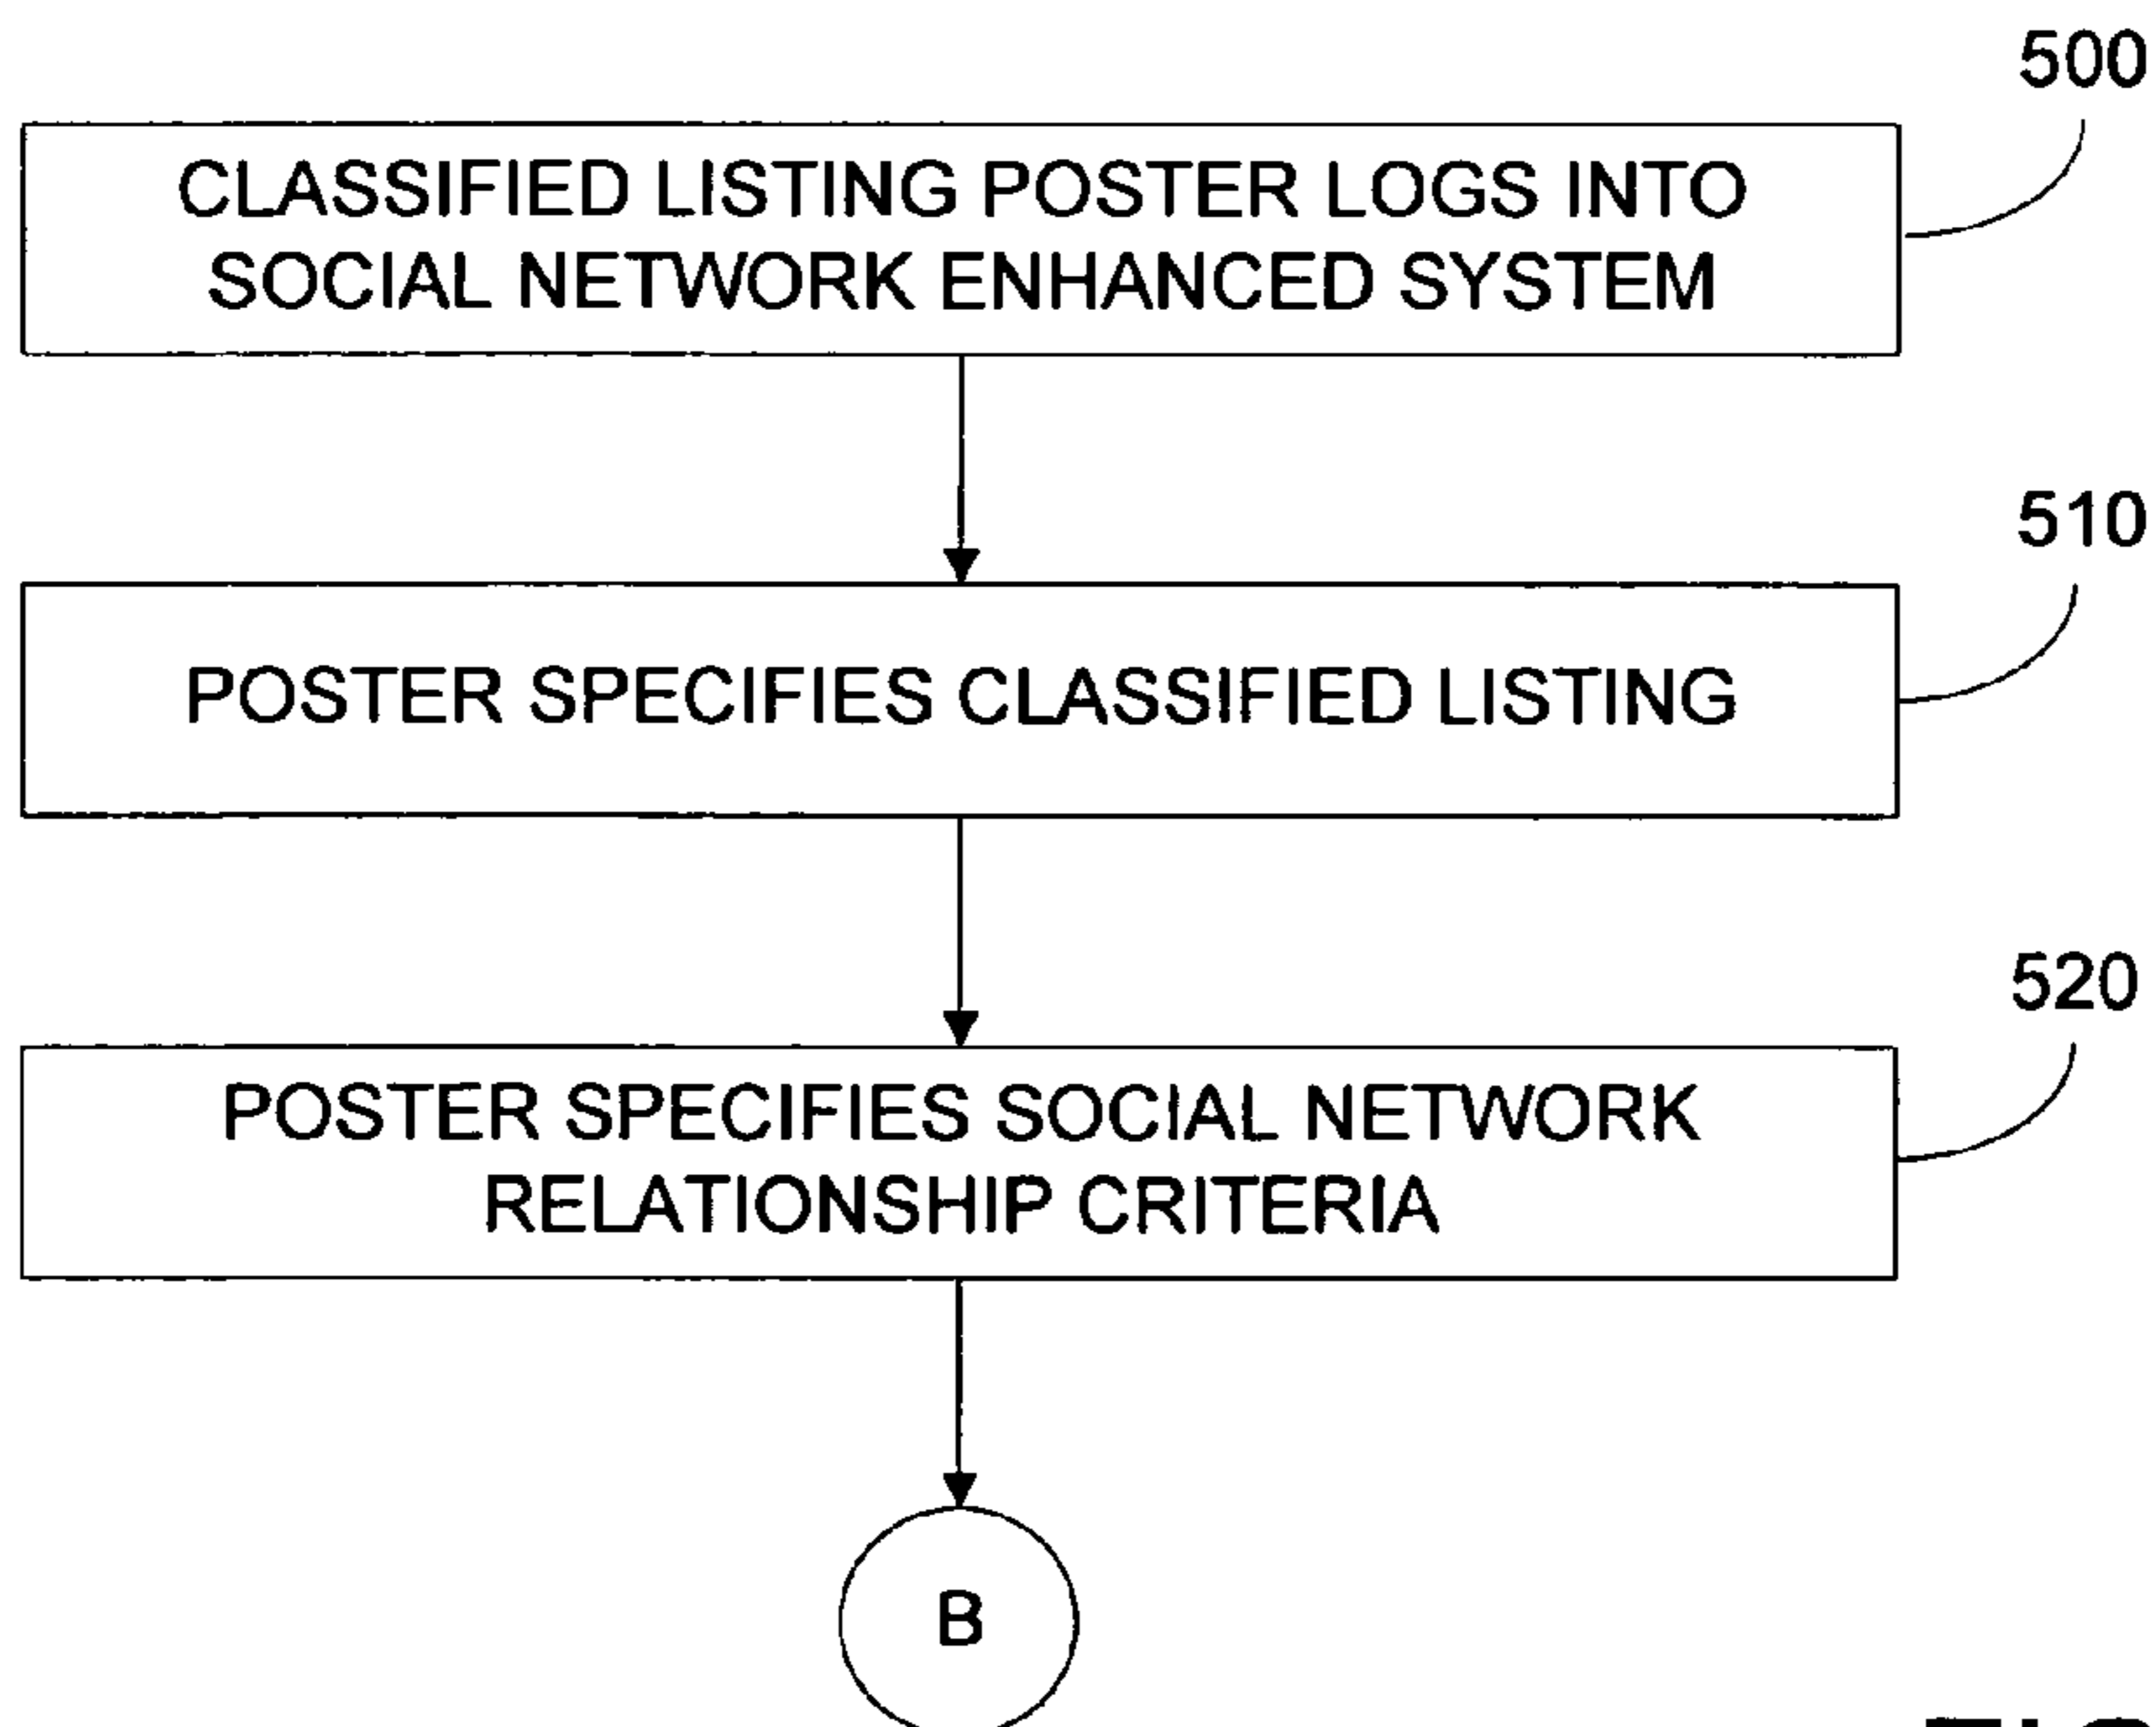 500
CLASSIFIED LISTING POSTER LOGS INTO
SOCIAL NETWORK ENHANCED SYSTEM
510
POSTER SPECIFIES CLASSIFIED LISTING
520
POSTER SPECIFIES SOCIAL NETWORK
RELATIONSHIP CRITERIA
B